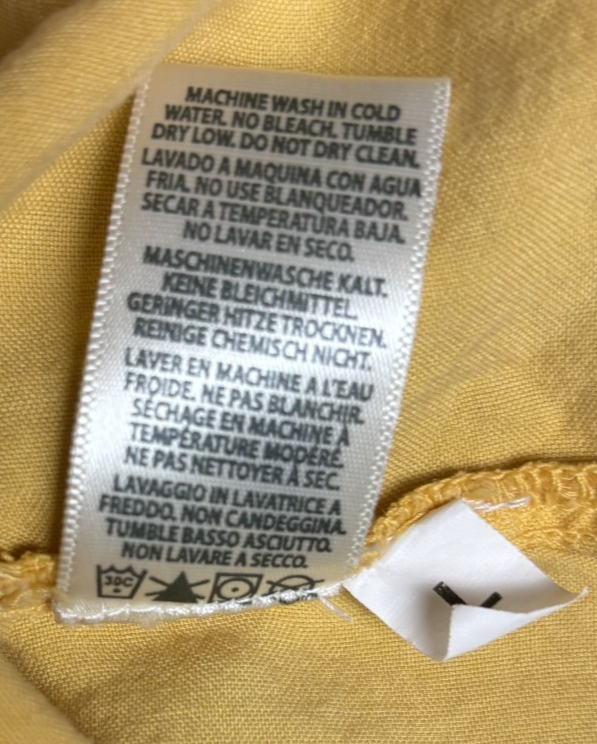 MACHINE WASH IN COLD
WATER. NO BLEACH. TUMBLE
DRY LOW. DO NOT DRY CLEAN.
LAVADO A MAQUINA CON AGUA
FRIA. NO USE BLANQUEADOR.
SECAR A TEMPERATURA BAJA.
NO LAVAR EN SECO.
MASCHINENWASCHE KALT.
KEINE BLEICHMITTEL.
GERINGER HITZE TROCKNEN.
REINIGE CHEMISCH NICHT.
LAVER EN MACHINE A L'EAU
FROIDE. NE PAS BLANCHIR.
SÉCHAGE EN MACHINE À
TEMPÉRATURE MODÉRÉ.
NE PAS NETTOYER À SEC.
LAVAGGIO IN LAVATRICE A
FREDDO. NON CANDEGGINA.
TUMBLE BASSO ASCIUTTO.
NON LAVARE A SECCO.
30C